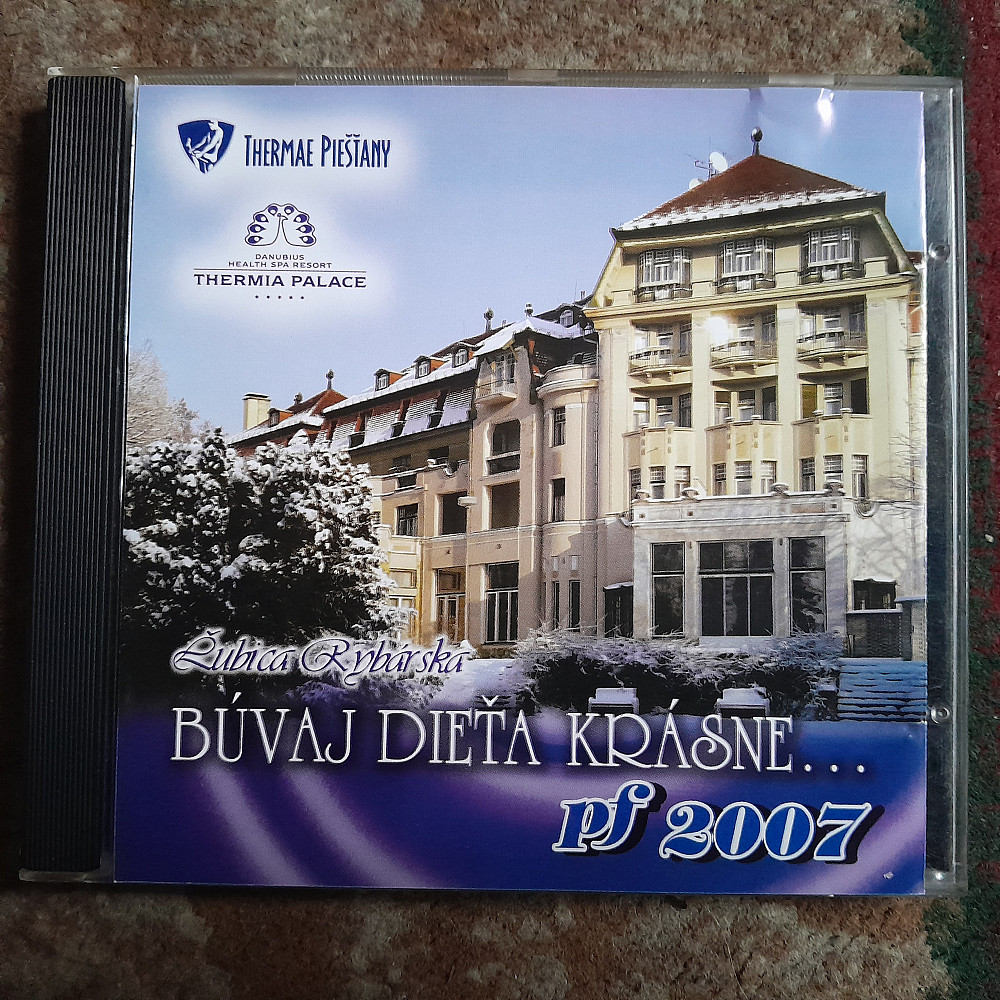 THERMAE PIEŠŤANY
DANUBIUS
HEALTH SPA RESORT
THERMIA PALACE
Ľubica Rybárska
BÚVAJ DIEŤA KRÁSNE...
pf 2007